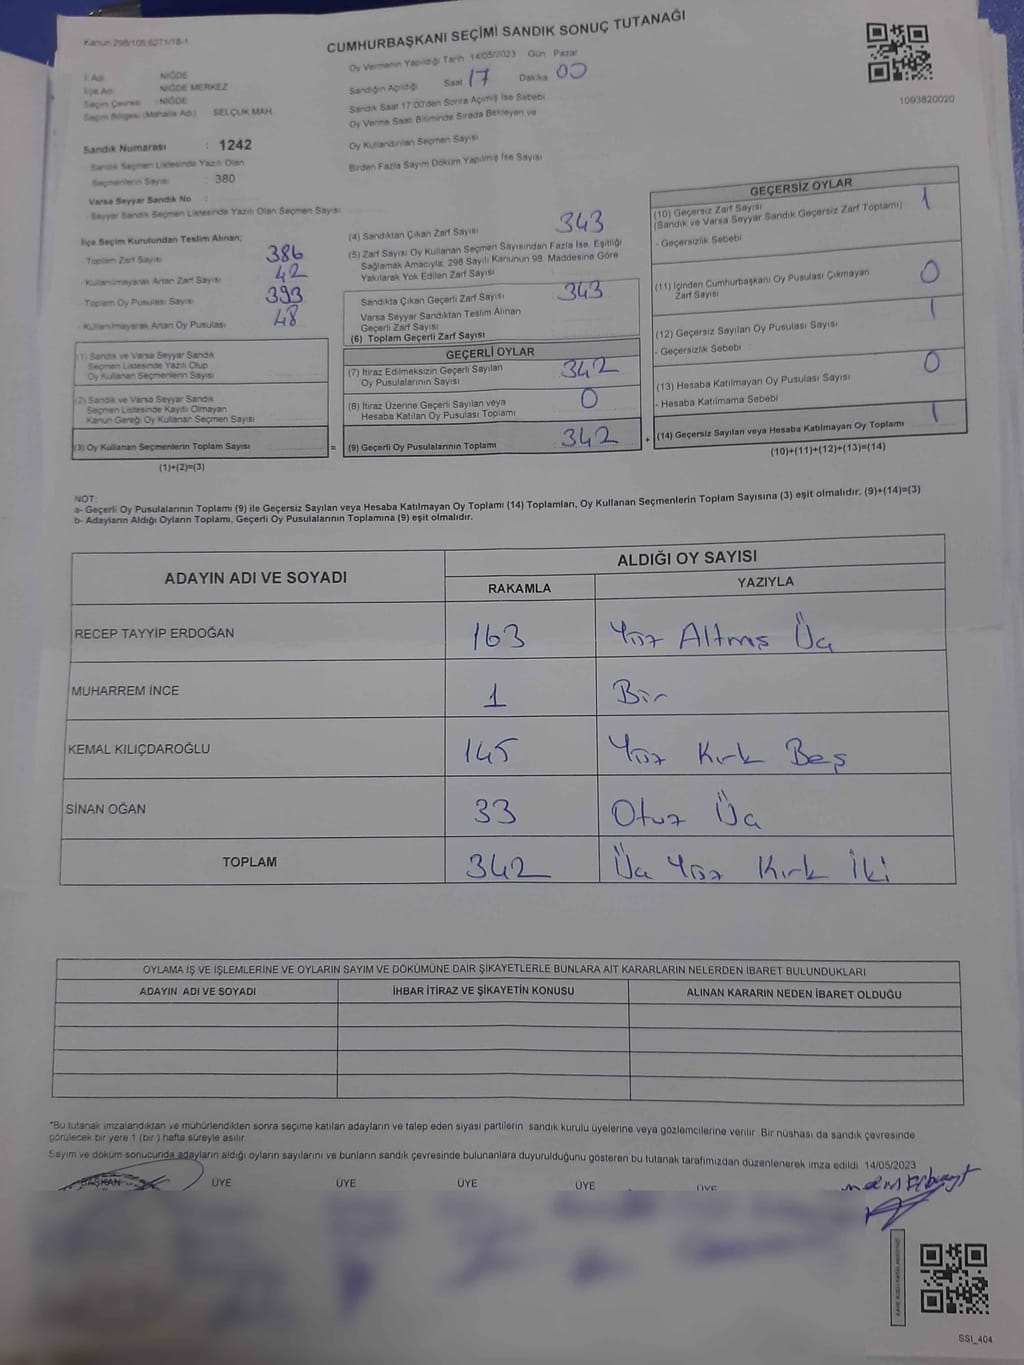 Kanun 298/105,6271/18-1
CUMHURBAŞKANI SEÇİMİ SANDIK SONUÇ TUTANAĞI
1093820020
İl Adı NİĞDE
İlçe Adı : NİĞDE MERKEZ
Seçim Çevresi : NİĞDE
Seçim Bölgesi (Mahalle Adı) SELÇUK MAH.
Sandık Numarası : 1242
Sandık Seçmen Listesinde Yazılı Olan
Seçmenlerin Sayısı : 380
Varsa Seyyar Sandık No :
- Seyyar Sandık Seçmen Listesinde Yazılı Olan Seçmen Sayısı
Oy Vermenin Yapıldığı Tarih 14/05/2023 Gün Pazar
Sandığın Açıldığı Saat 17 Dakika 00
Sandık Saat 17:00'den Sonra Açılmış İse Sebebi
Oy Verme Saati Bitiminde Sırada Bekleyen ve
Oy Kullandırılan Seçmen Sayısı
Birden Fazla Sayım Döküm Yapılmış İse Sayısı
İlçe Seçim Kurulundan Teslim Alınan;
- Toplam Zarf Sayısı 386
- Kullanılmayarak Artan Zarf Sayısı 42
- Toplam Oy Pusulası Sayısı 393
- Kullanılmayarak Artan Oy Pusulası 48
(1) Sandık ve Varsa Seyyar Sandık
Seçmen Listesinde Yazılı Olup
Oy Kullanan Seçmenlerin Sayısı
(2) Sandık ve Varsa Seyyar Sandık
Seçmen Listesinde Kayıtlı Olmayan
Kanun Gereği Oy Kullanan Seçmen Sayısı
(3) Oy Kullanan Seçmenlerin Toplam Sayısı
(1)+(2)=(3)
(4) Sandıktan Çıkan Zarf Sayısı 343
(5) Zarf Sayısı Oy Kullanan Seçmen Sayısından Fazla İse, Eşitliği
Sağlamak Amacıyla, 298 Sayılı Kanunun 98. Maddesine Göre
Yakılarak Yok Edilen Zarf Sayısı
Sandıkta Çıkan Geçerli Zarf Sayısı 343
Varsa Seyyar Sandıktan Teslim Alınan
Geçerli Zarf Sayısı
(6) Toplam Geçerli Zarf Sayısı
GEÇERLİ OYLAR
(7) İtiraz Edilmeksizin Geçerli Sayılan
Oy Pusulalarının Sayısı 342
(8) İtiraz Üzerine Geçerli Sayılan veya
Hesaba Katılan Oy Pusulası Toplamı 0
= (9) Geçerli Oy Pusulalarının Toplamı 342 +
GEÇERSİZ OYLAR
(10) Geçersiz Zarf Sayısı 1
(Sandık ve Varsa Seyyar Sandık Geçersiz Zarf Toplamı)
- Geçersizlik Sebebi
(11) İçinden Cumhurbaşkanı Oy Pusulası Çıkmayan 0
Zarf Sayısı
(12) Geçersiz Sayılan Oy Pusulası Sayısı 1
- Geçersizlik Sebebi
(13) Hesaba Katılmayan Oy Pusulası Sayısı 0
- Hesaba Katılmama Sebebi
(14) Geçersiz Sayılan veya Hesaba Katılmayan Oy Toplamı 1
(10)+(11)+(12)+(13)=(14)
NOT:
a- Geçerli Oy Pusulalarının Toplamı (9) ile Geçersiz Sayılan veya Hesaba Katılmayan Oy Toplamı (14) Toplamları, Oy Kullanan Seçmenlerin Toplam Sayısına (3) eşit olmalıdır. (9)+(14)=(3)
b- Adayların Aldığı Oyların Toplamı, Geçerli Oy Pusulalarının Toplamına (9) eşit olmalıdır.
ADAYIN ADI VE SOYADI ALDIĞI OY SAYISI
RAKAMLA YAZIYLA
RECEP TAYYİP ERDOĞAN 163 Yüz Altmış Üç
MUHARREM İNCE 1 Bir
KEMAL KILIÇDAROĞLU 145 Yüz Kırk Beş
SİNAN OĞAN 33 Otuz Üç
TOPLAM 342 Üç Yüz Kırk İki
OYLAMA İŞ VE İŞLEMLERİNE VE OYLARIN SAYIM VE DÖKÜMÜNE DAİR ŞİKAYETLERLE BUNLARA AİT KARARLARIN NELERDEN İBARET BULUNDUKLARI
ADAYIN ADI VE SOYADI İHBAR İTİRAZ VE ŞİKAYETİN KONUSU ALINAN KARARIN NEDEN İBARET OLDUĞU
*Bu tutanak imzalandıktan ve mühürlendikten sonra seçime katılan adayların ve talep eden siyasi partilerin sandık kurulu üyelerine veya gözlemcilerine verilir. Bir nüshası da sandık çevresinde
görülecek bir yere 1 (bir ) hafta süreyle asılır.
Sayım ve döküm sonucunda adayların aldığı oyların sayılarını ve bunların sandık çevresinde bulunanlara duyurulduğunu gösteren bu tutanak tarafımızdan düzenlenerek imza edildi. 14/05/2023
BAŞKAN ÜYE ÜYE ÜYE ÜYE ÜYE
SSI_404